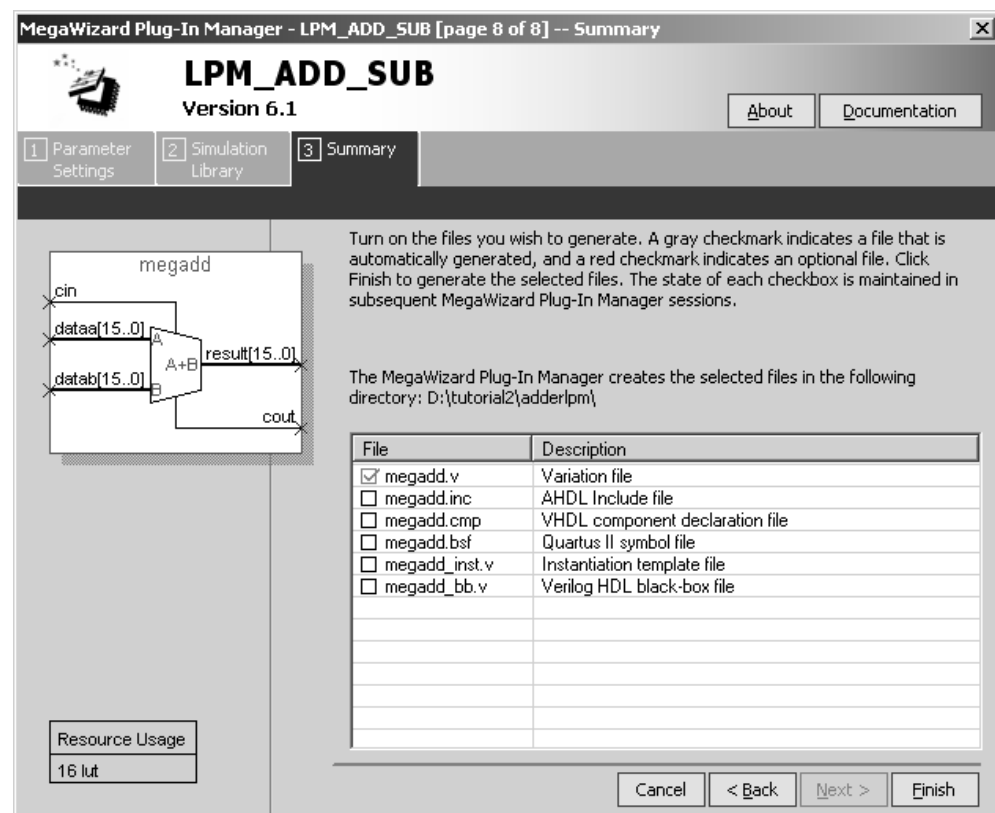 MegaWizard Plug-In Manager - LPM_ADD_SUB [page 8 of 8] -- Summary
LPM_ADD_SUB
Version 6.1
About
Documentation
1 Parameter Settings
2 Simulation Library
3 Summary
megadd
cin
dataa[15..0]
A
A+B
result[15..0]
datab[15..0]
B
cout
Turn on the files you wish to generate. A gray checkmark indicates a file that is
automatically generated, and a red checkmark indicates an optional file. Click
Finish to generate the selected files. The state of each checkbox is maintained in
subsequent MegaWizard Plug-In Manager sessions.
The MegaWizard Plug-In Manager creates the selected files in the following
directory: D:\tutorial2\adderlpm\
File Description
megadd.v Variation file
megadd.inc AHDL Include file
megadd.cmp VHDL component declaration file
megadd.bsf Quartus II symbol file
megadd_inst.v Instantiation template file
megadd_bb.v Verilog HDL black-box file
Resource Usage
16 lut
Cancel
< Back
Next >
Finish